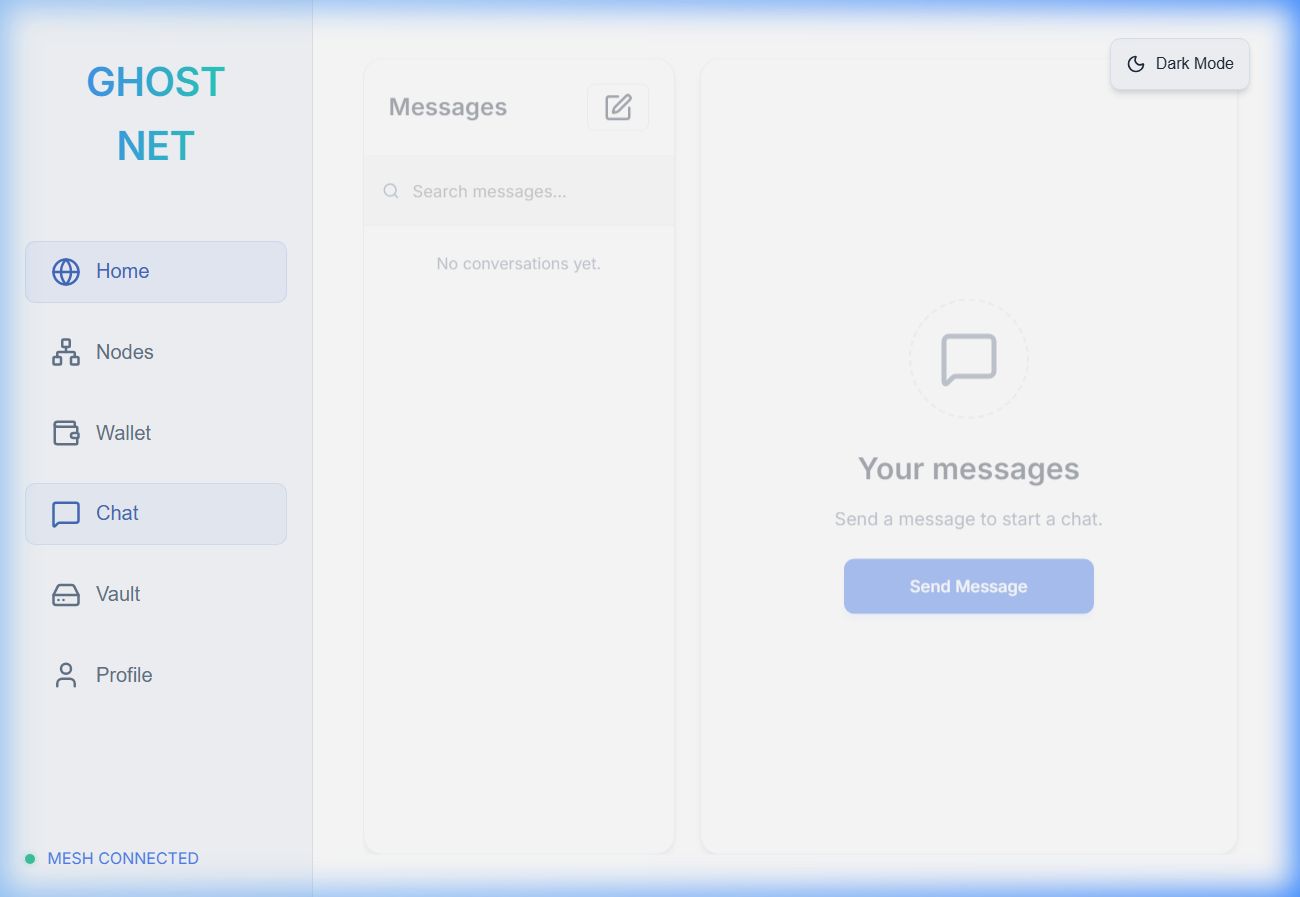 GHOST
NET
Home
Nodes
Wallet
Chat
Vault
Profile
MESH CONNECTED
Messages
Search messages...
No conversations yet.
Dark Mode
Your messages
Send a message to start a chat.
Send Message